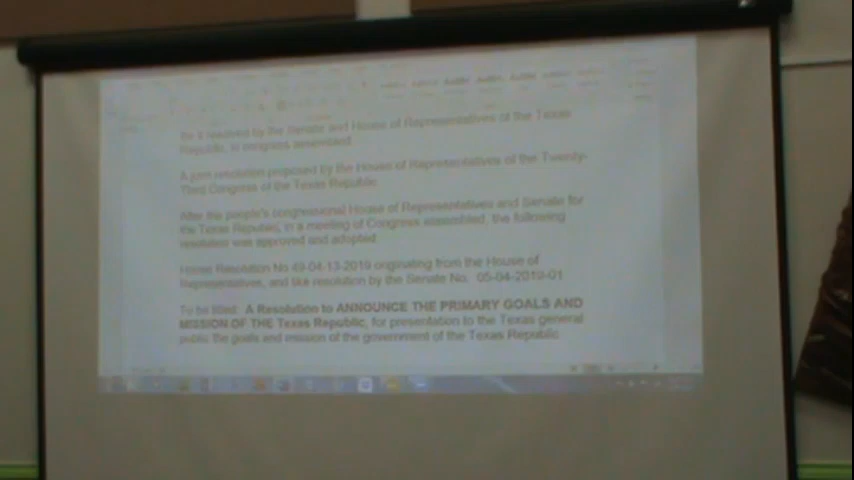 Be it resolved by the Senate and House of Representatives of the Texas
Republic, in congress assembled.
A joint resolution proposed by the House of Representatives of the Twenty-
Third Congress of the Texas Republic.
After the people's congressional House of Representatives and Senate for
the Texas Republic, in a meeting of Congress assembled, the following
resolution was approved and adopted
House Resolution No 49-04-13-2019 originating from the House of
Representatives, and like resolution by the Senate No. 05-04-2019-01
To be titled: A Resolution to ANNOUNCE THE PRIMARY GOALS AND
MISSION OF THE Texas Republic, for presentation to the Texas general
public the goals and mission of the government of the Texas Republic